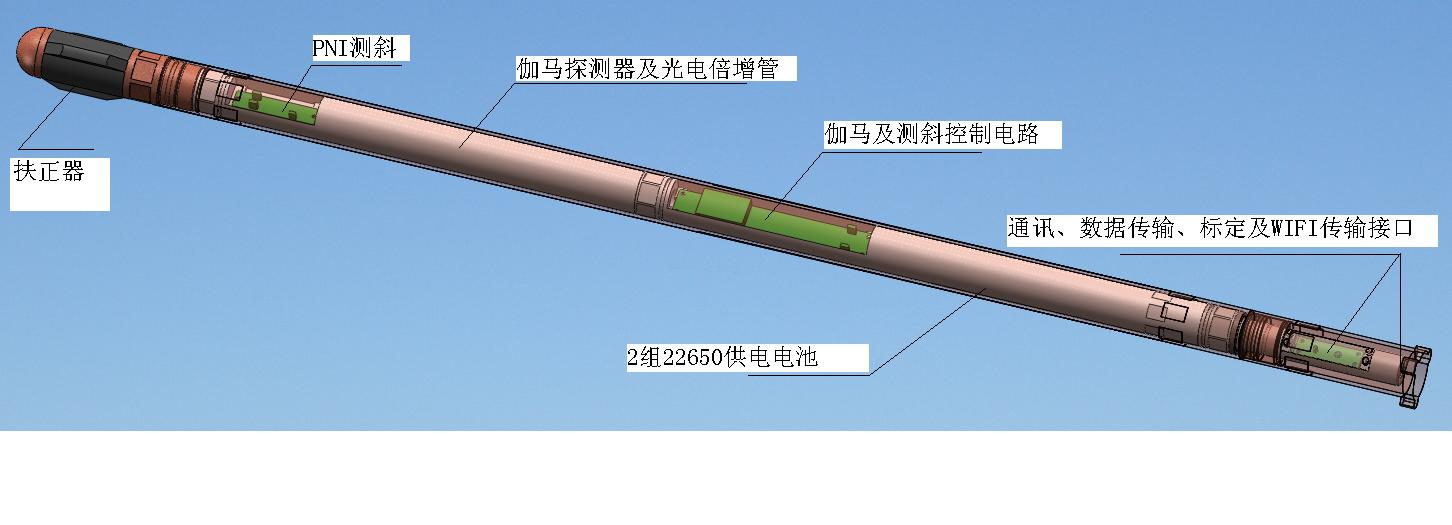 PNI测斜
伽马探测器及光电倍增管
伽马及测斜控制电路
扶正器
通讯、数据传输、标定及WIFI传输接口
2组22650供电电池